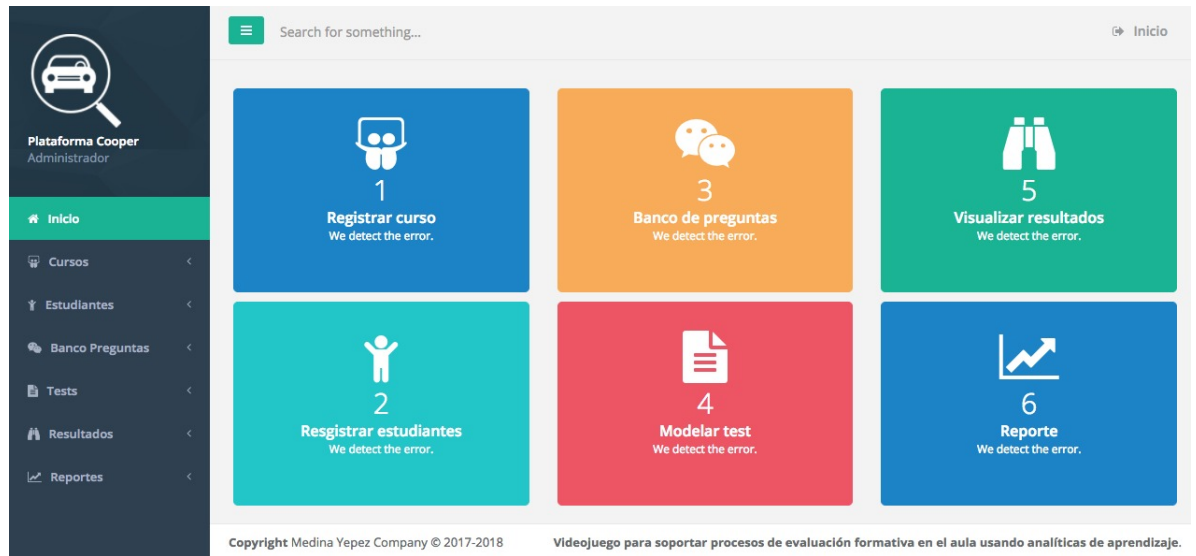 Plataforma Cooper
Administrador
Inicio
Cursos
Estudiantes
Banco Preguntas
Tests
Resultados
Reportes
Search for something...
Inicio
1
Registrar curso
We detect the error.
3
Banco de preguntas
We detect the error.
5
Visualizar resultados
We detect the error.
2
Resgistrar estudiantes
We detect the error.
4
Modelar test
We detect the error.
6
Reporte
We detect the error.
Copyright Medina Yepez Company © 2017-2018
Videojuego para soportar procesos de evaluación formativa en el aula usando analíticas de aprendizaje.